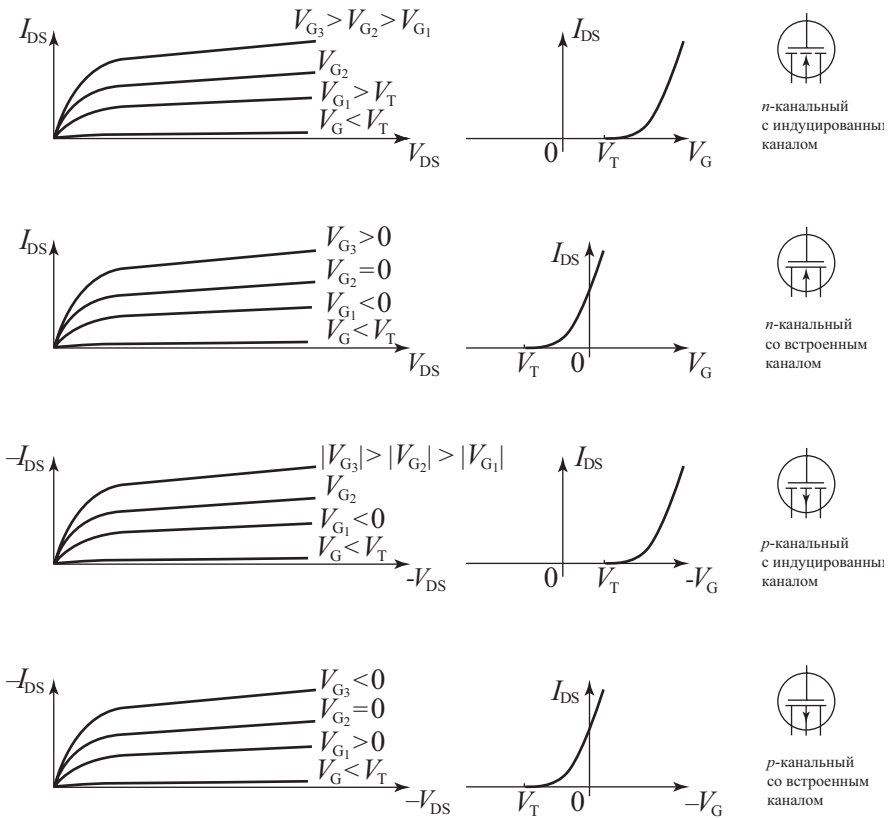 I_DS
V_G3 > V_G2 > V_G1
V_G2
V_G1 > V_T
V_G < V_T
V_DS
I_DS
0
V_T
V_G
n-канальный
с индуцированным
каналом
I_DS
V_G3 > 0
V_G2 = 0
V_G1 < 0
V_G < V_T
V_DS
I_DS
V_T
0
V_G
n-канальный
со встроенным
каналом
–I_DS
|V_G3| > |V_G2| > |V_G1|
V_G2
V_G1 < 0
V_G < V_T
-V_DS
I_DS
0
V_T
-V_G
p-канальный
с индуцированным
каналом
–I_DS
V_G3 < 0
V_G2 = 0
V_G1 > 0
V_G < V_T
–V_DS
I_DS
V_T
0
–V_G
p-канальный
со встроенным
каналом